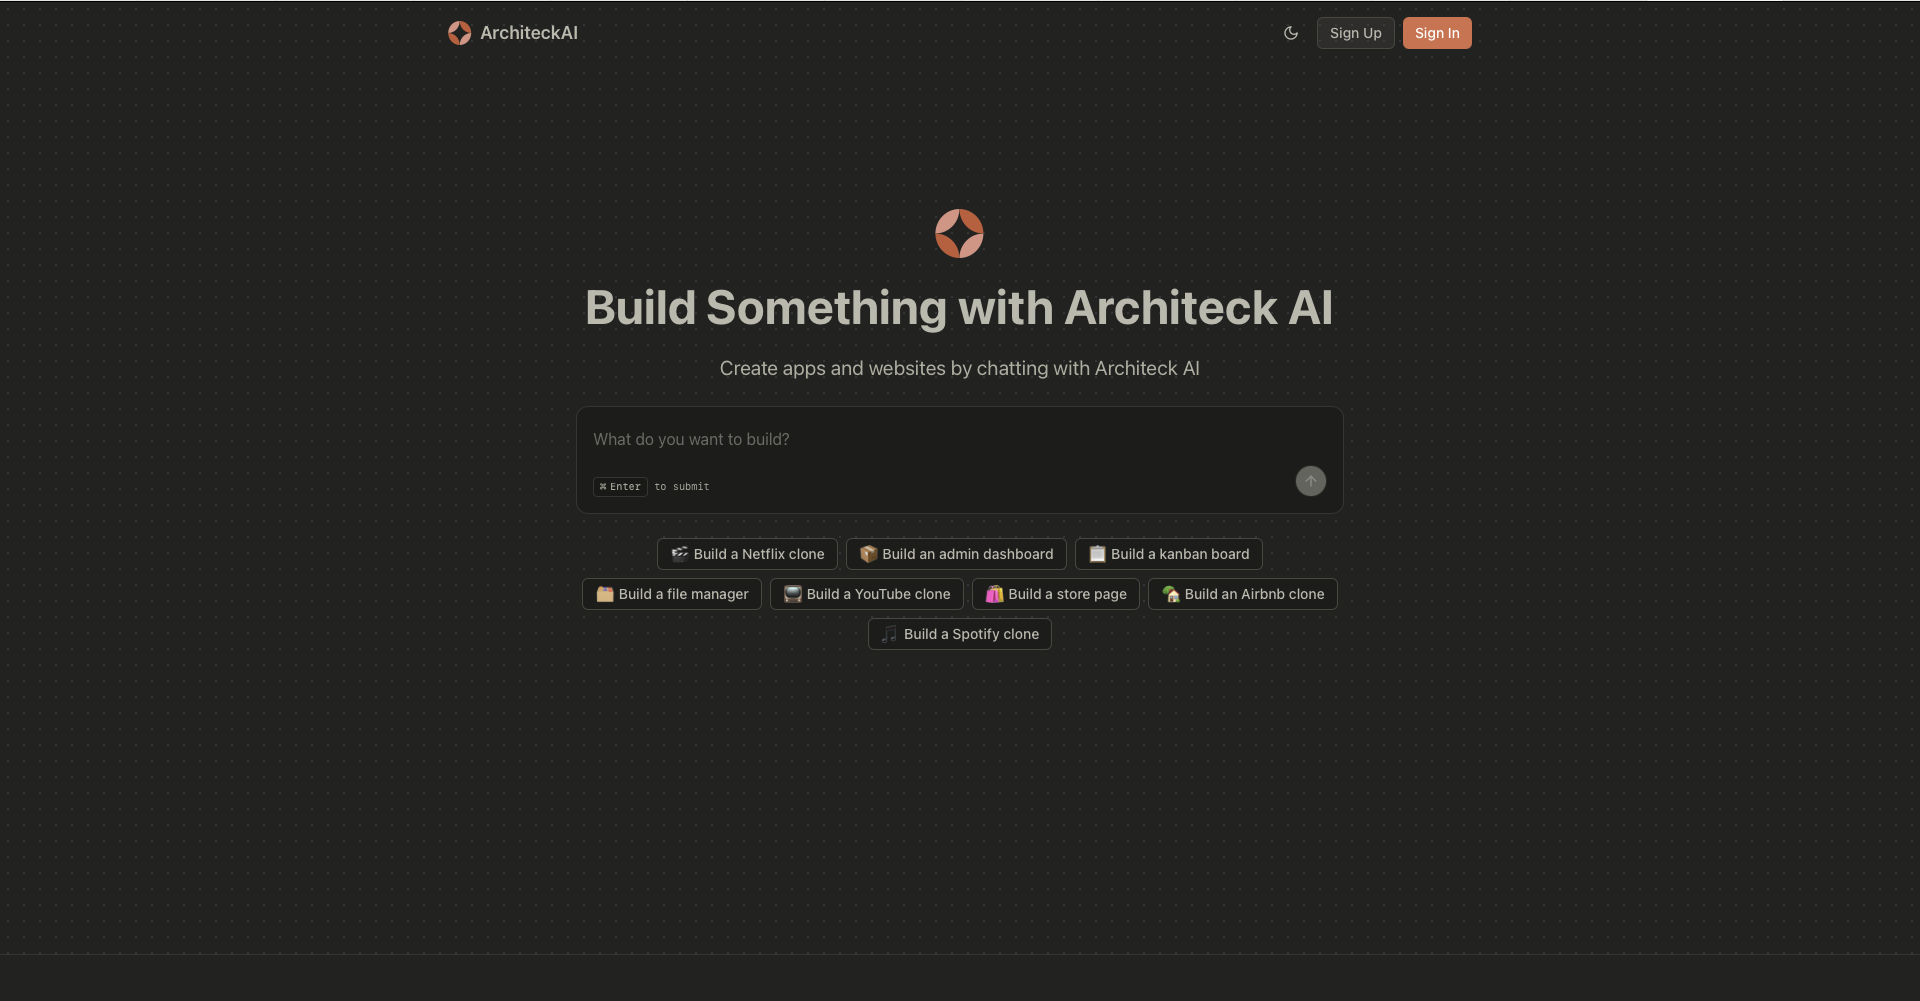 ArchiteckAI
Sign Up
Sign In
Build Something with Architeck AI
Create apps and websites by chatting with Architeck AI
What do you want to build?
⌘ Enter to submit
Build a Netflix clone
Build an admin dashboard
Build a kanban board
Build a file manager
Build a YouTube clone
Build a store page
Build an Airbnb clone
Build a Spotify clone